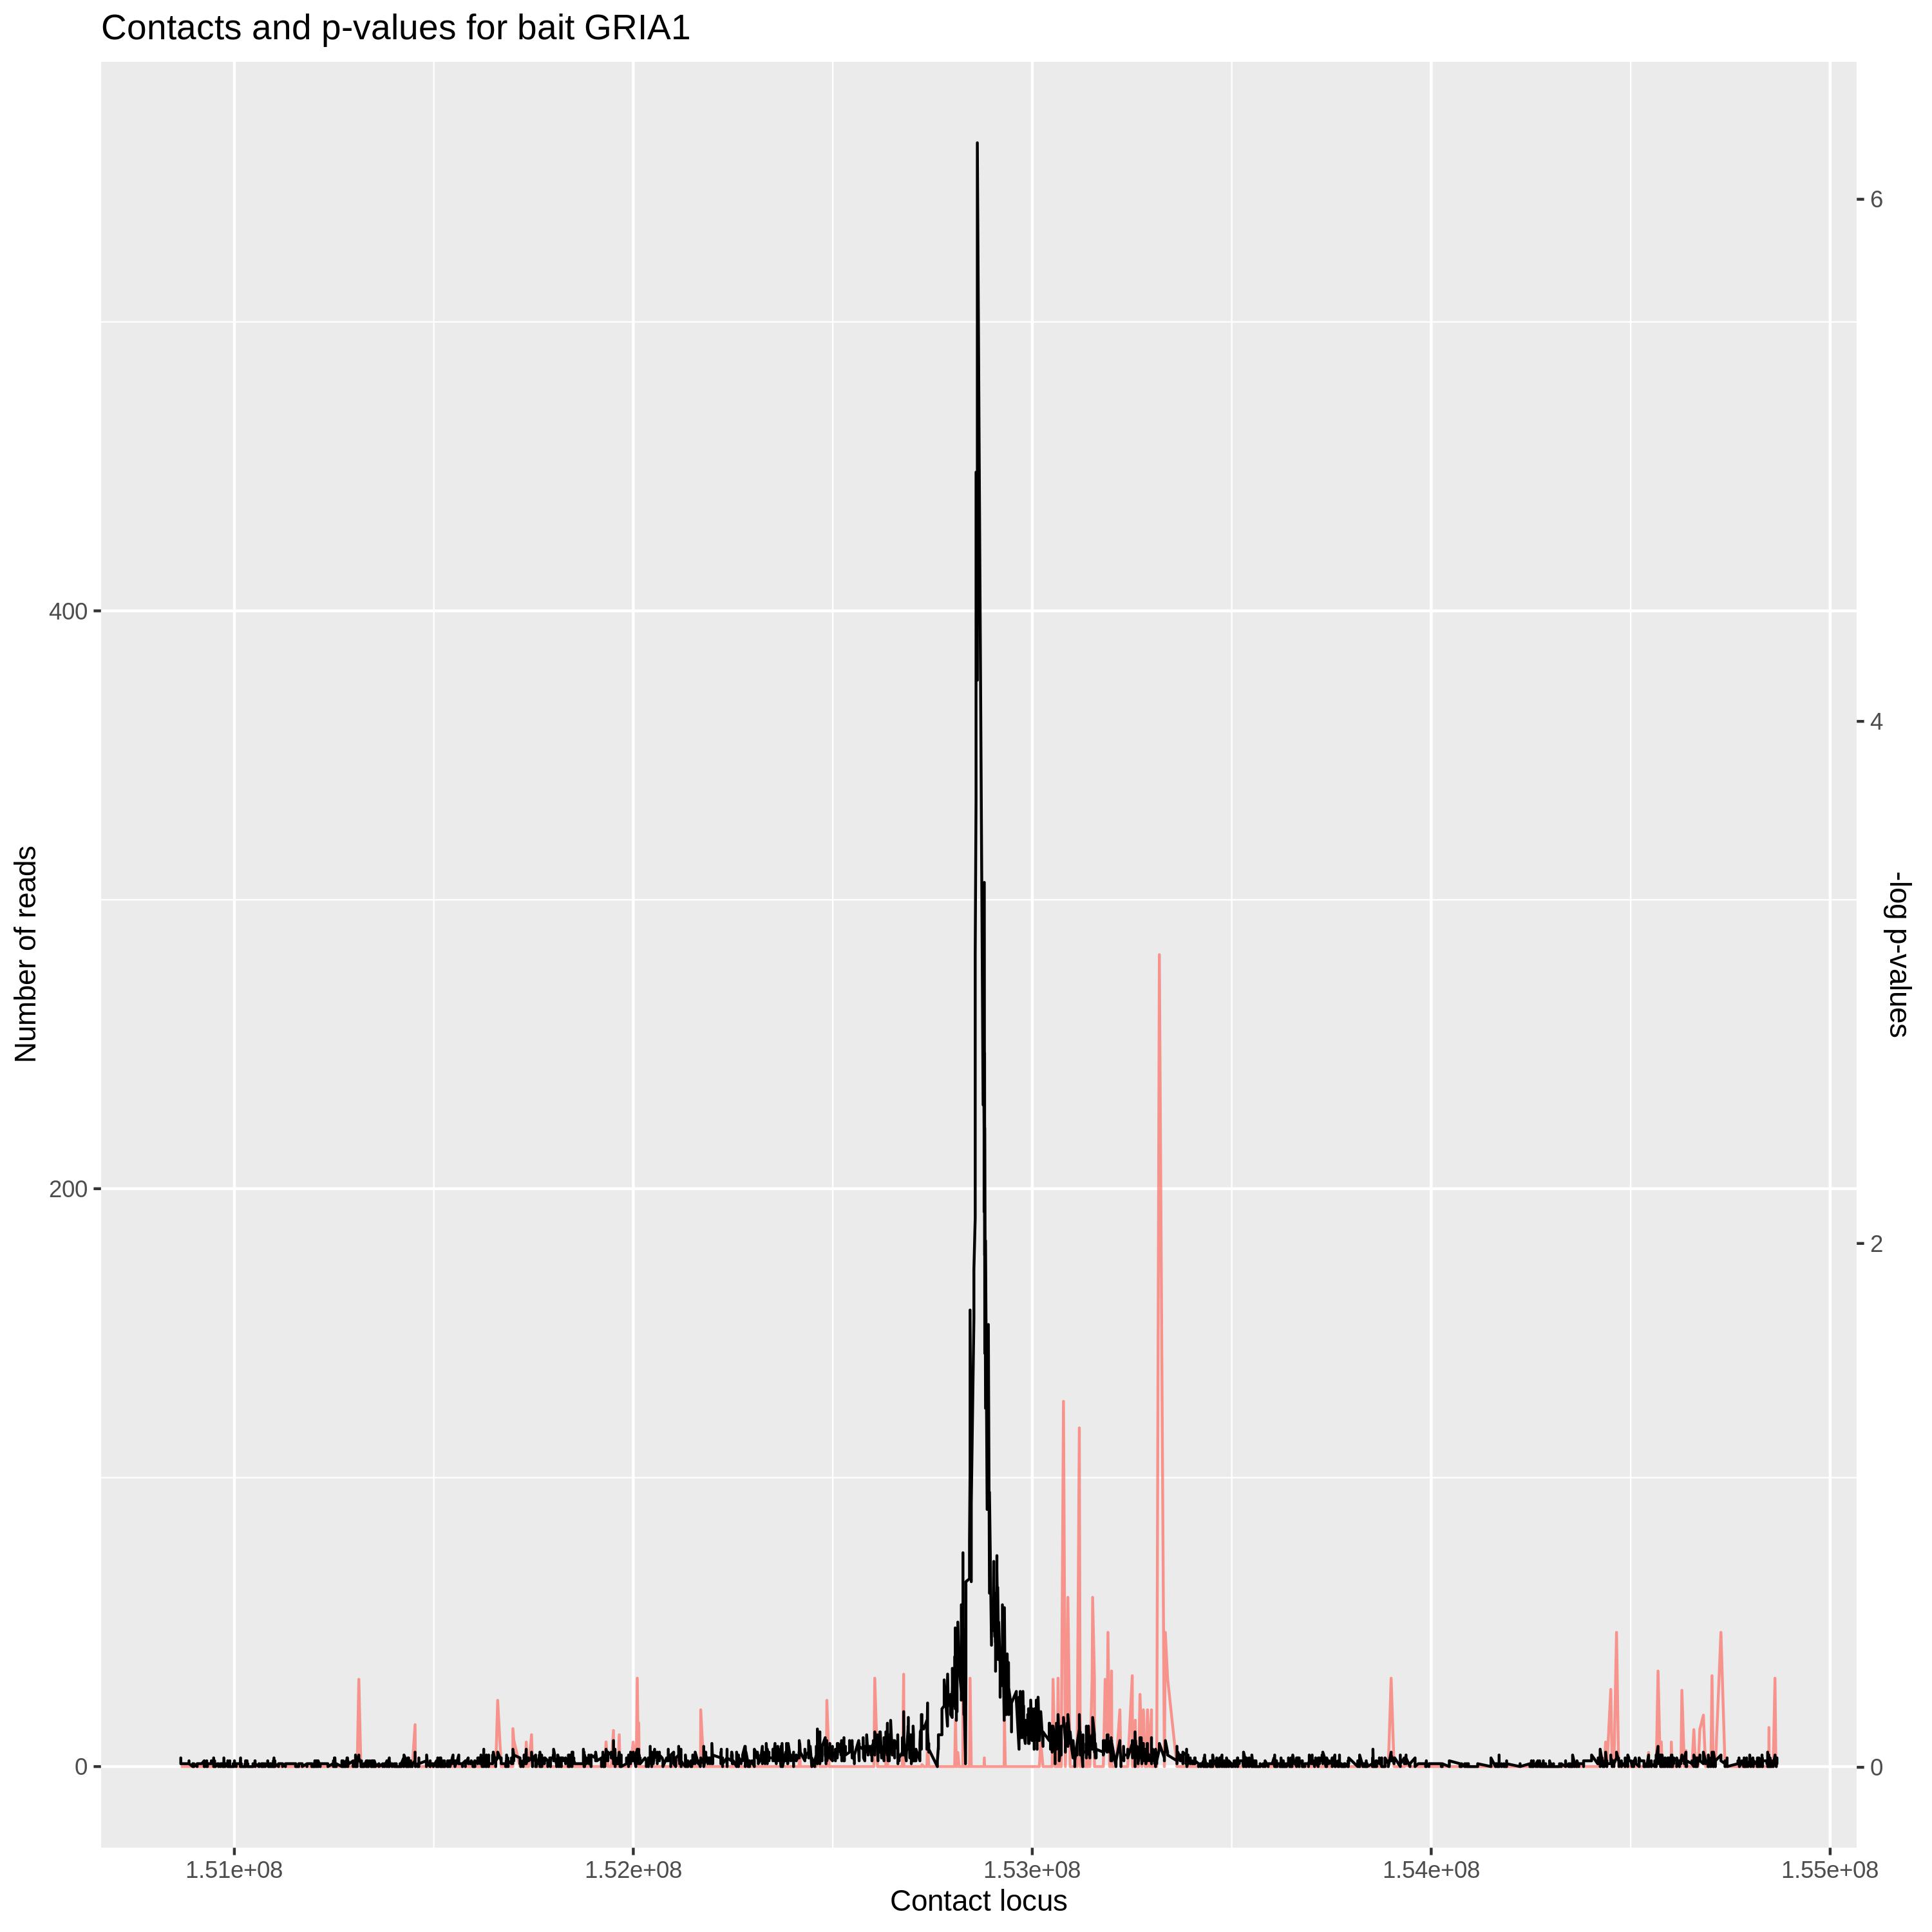 Contacts and p-values for bait GRIA1
Number of reads
400
200
0
6
4
2
0
-log p-values
1.51e+08 1.52e+08 1.53e+08 1.54e+08 1.55e+08
Contact locus